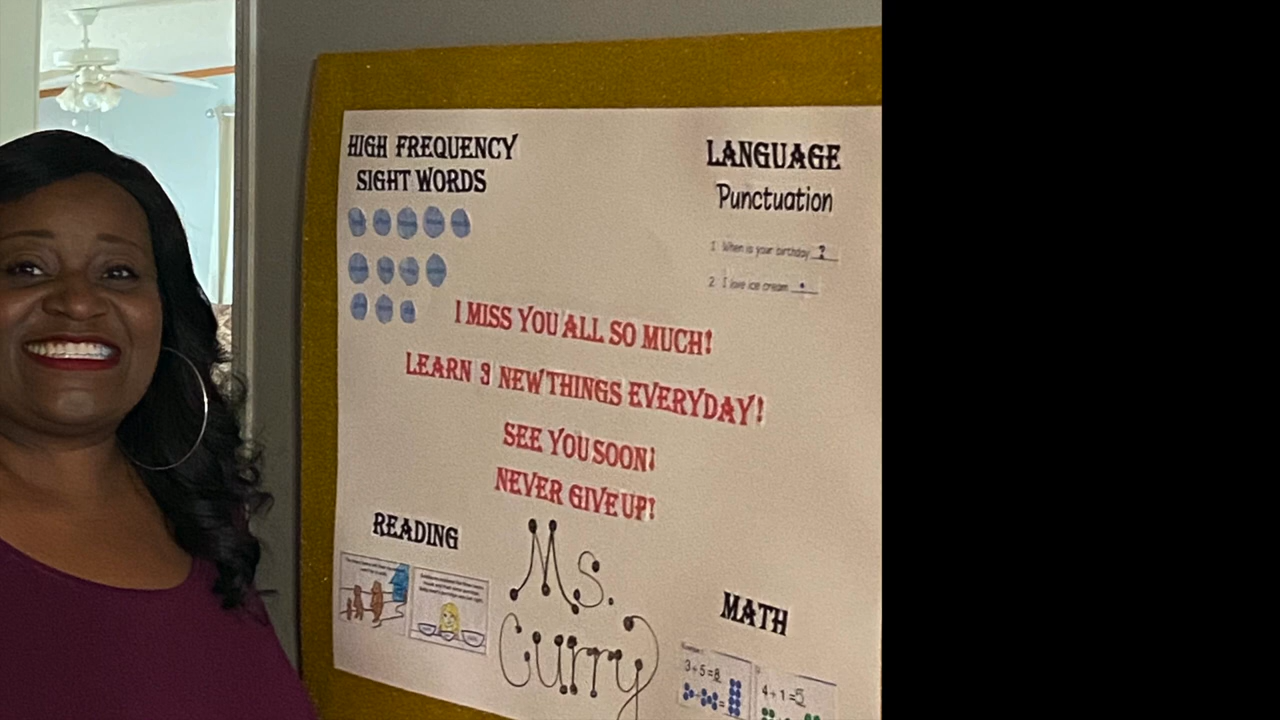 HIGH FREQUENCY
SIGHT WORDS
LANGUAGE
Punctuation
1. When is your birthday ?
2. I love ice cream .
I MISS YOU ALL SO MUCH!
LEARN 3 NEW THINGS EVERYDAY!
SEE YOU SOON!
NEVER GIVE UP!
READING
Ms.
Curry
MATH
3+5=8
4+1=5